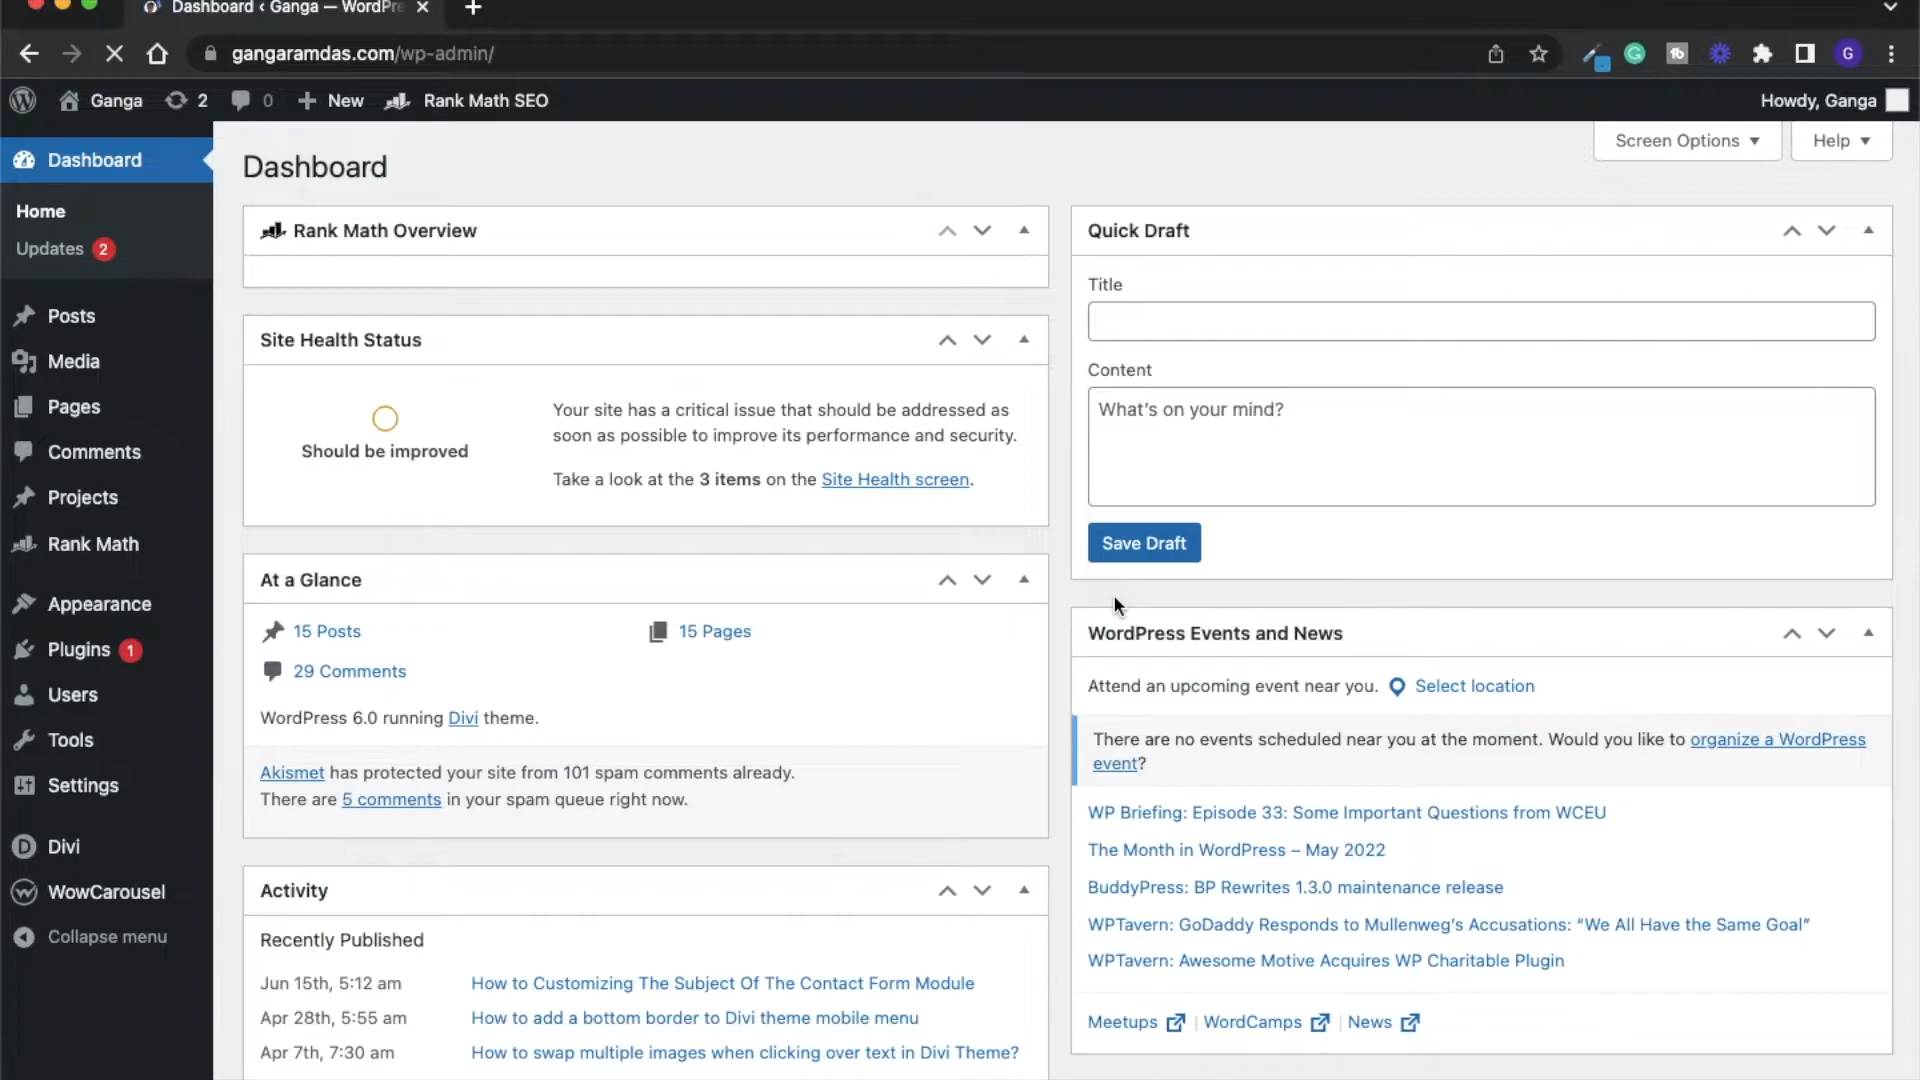 Dashboard ‹ Ganga — WordPre
gangaramdas.com/wp-admin/
G
Ganga
2
0
New
Rank Math SEO
Howdy, Ganga
Dashboard
Home
Updates 2
Posts
Media
Pages
Comments
Projects
Rank Math
Appearance
Plugins 1
Users
Tools
Settings
Divi
WowCarousel
Collapse menu
Screen Options
Help
Dashboard
Rank Math Overview
Site Health Status
Should be improved
Your site has a critical issue that should be addressed as
soon as possible to improve its performance and security.
Take a look at the 3 items on the Site Health screen.
At a Glance
15 Posts
15 Pages
29 Comments
WordPress 6.0 running Divi theme.
Akismet has protected your site from 101 spam comments already.
There are 5 comments in your spam queue right now.
Activity
Recently Published
Jun 15th, 5:12 am How to Customizing The Subject Of The Contact Form Module
Apr 28th, 5:55 am How to add a bottom border to Divi theme mobile menu
Apr 7th, 7:30 am How to swap multiple images when clicking over text in Divi Theme?
Quick Draft
Title
Content
What's on your mind?
Save Draft
WordPress Events and News
Attend an upcoming event near you. Select location
There are no events scheduled near you at the moment. Would you like to organize a WordPress
event?
WP Briefing: Episode 33: Some Important Questions from WCEU
The Month in WordPress – May 2022
BuddyPress: BP Rewrites 1.3.0 maintenance release
WPTavern: GoDaddy Responds to Mullenweg's Accusations: “We All Have the Same Goal”
WPTavern: Awesome Motive Acquires WP Charitable Plugin
Meetups | WordCamps | News